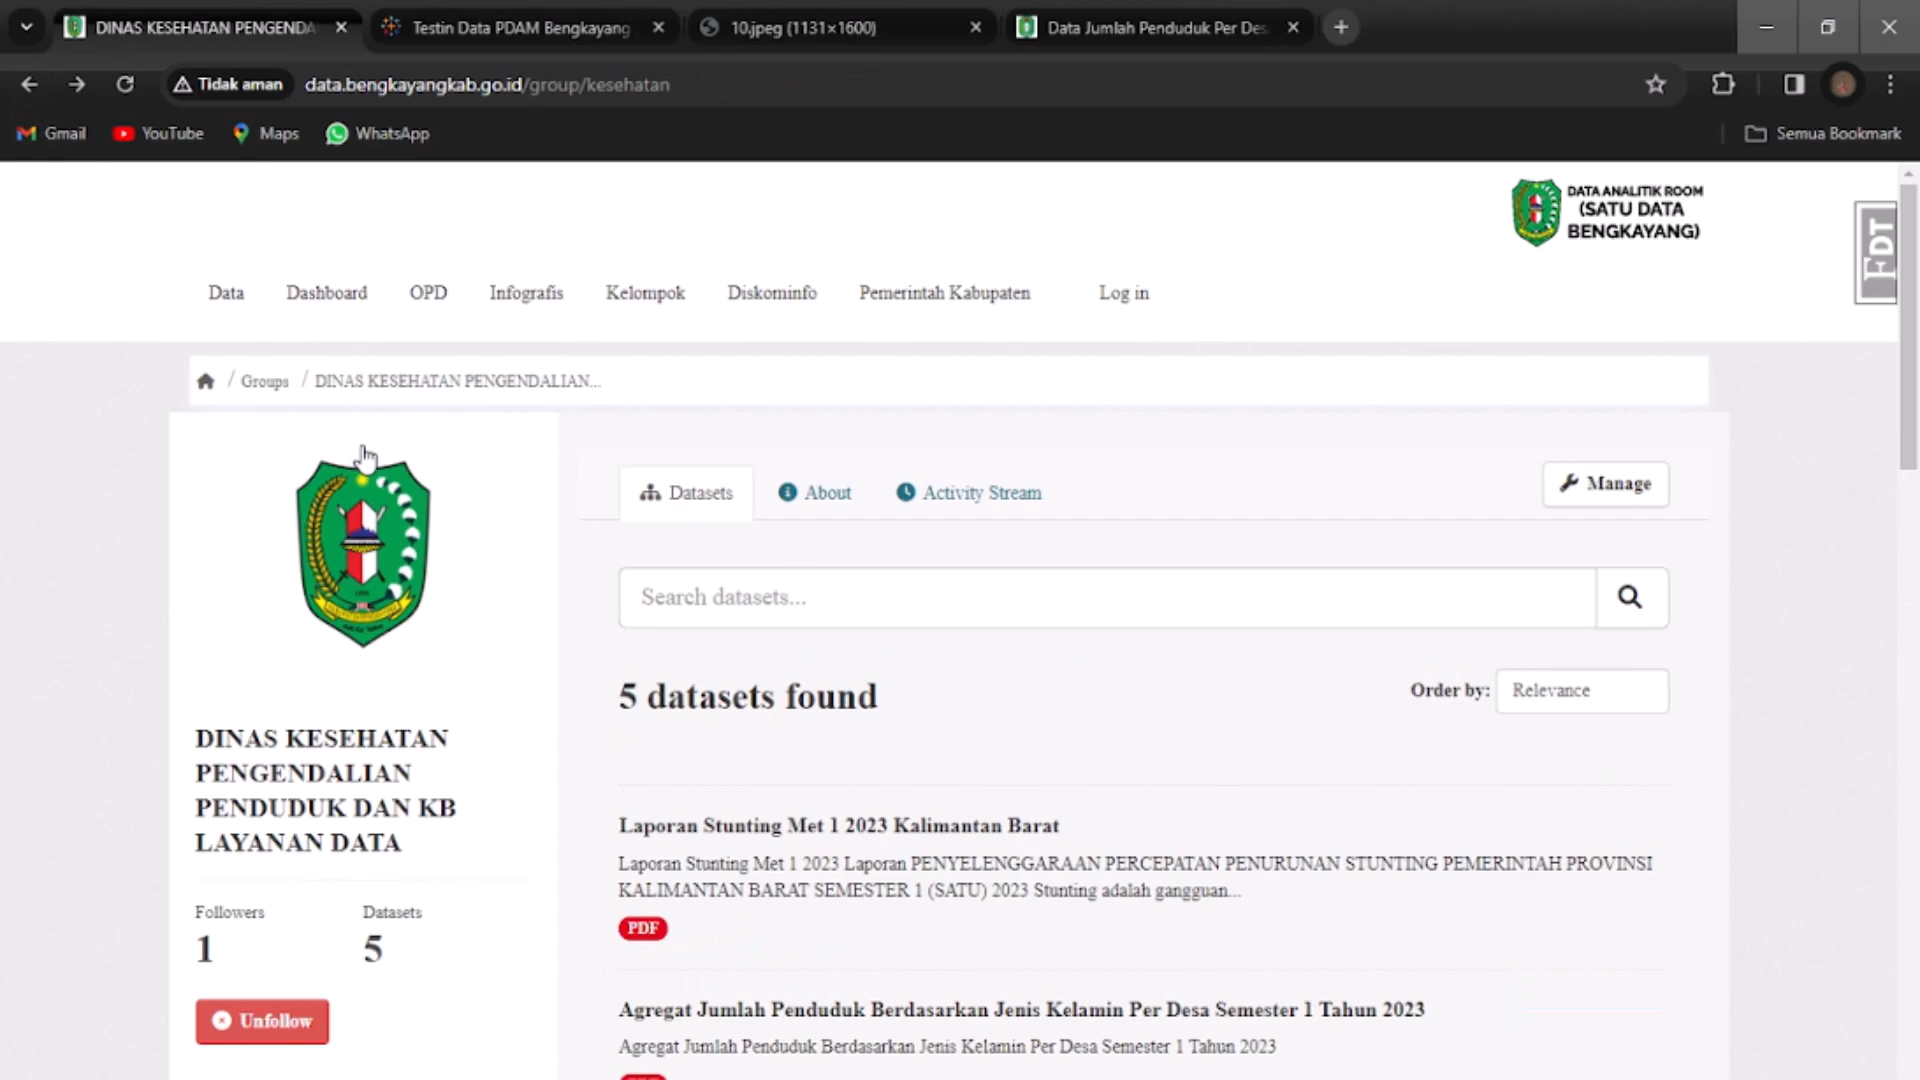 DINAS KESEHATAN PENGENDA
Testin Data PDAM Bengkayang
10.jpeg (1131×1600)
Data Jumlah Penduduk Per Des
Tidak aman
data.bengkayangkab.go.id/group/kesehatan
Gmail
YouTube
Maps
WhatsApp
Semua Bookmark
DATA ANALITIK ROOM
(SATU DATA
BENGKAYANG)
FDT
Data
Dashboard
OPD
Infografis
Kelompok
Diskominfo
Pemerintah Kabupaten
Log in
/ Groups / DINAS KESEHATAN PENGENDALIAN...
Datasets
About
Activity Stream
Manage
Search datasets...
5 datasets found
Order by: Relevance
DINAS KESEHATAN
PENGENDALIAN
PENDUDUK DAN KB
LAYANAN DATA
Followers
1
Datasets
5
Unfollow
Laporan Stunting Met 1 2023 Kalimantan Barat
Laporan Stunting Met 1 2023 Laporan PENYELENGGARAAN PERCEPATAN PENURUNAN STUNTING PEMERINTAH PROVINSI
KALIMANTAN BARAT SEMESTER 1 (SATU) 2023 Stunting adalah gangguan...
PDF
Agregat Jumlah Penduduk Berdasarkan Jenis Kelamin Per Desa Semester 1 Tahun 2023
Agregat Jumlah Penduduk Berdasarkan Jenis Kelamin Per Desa Semester 1 Tahun 2023